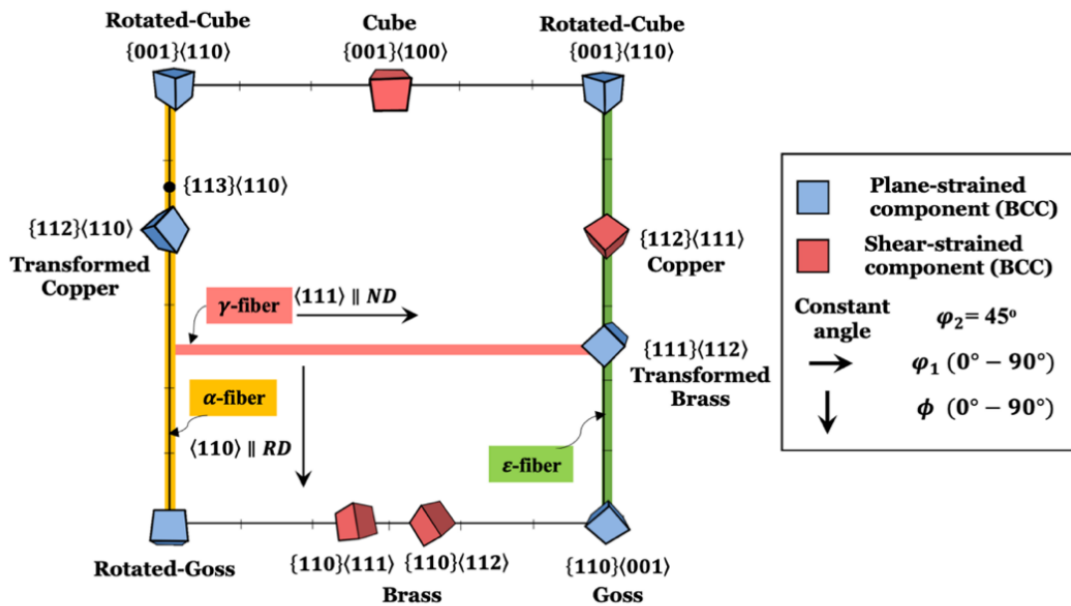 Rotated-Cube
{001}⟨110⟩
Cube
{001}⟨100⟩
Rotated-Cube
{001}⟨110⟩
{113}⟨110⟩
{112}⟨110⟩
Transformed
Copper
{112}⟨111⟩
Copper
γ-fiber
⟨111⟩ ∥ ND
{111}⟨112⟩
Transformed
Brass
α-fiber
⟨110⟩ ∥ RD
ε-fiber
Rotated-Goss
{110}⟨111⟩
{110}⟨112⟩
Brass
{110}⟨001⟩
Goss
Plane-strained
component (BCC)
Shear-strained
component (BCC)
Constant
angle
φ₂= 45°
φ₁ (0° − 90°)
ϕ (0° − 90°)